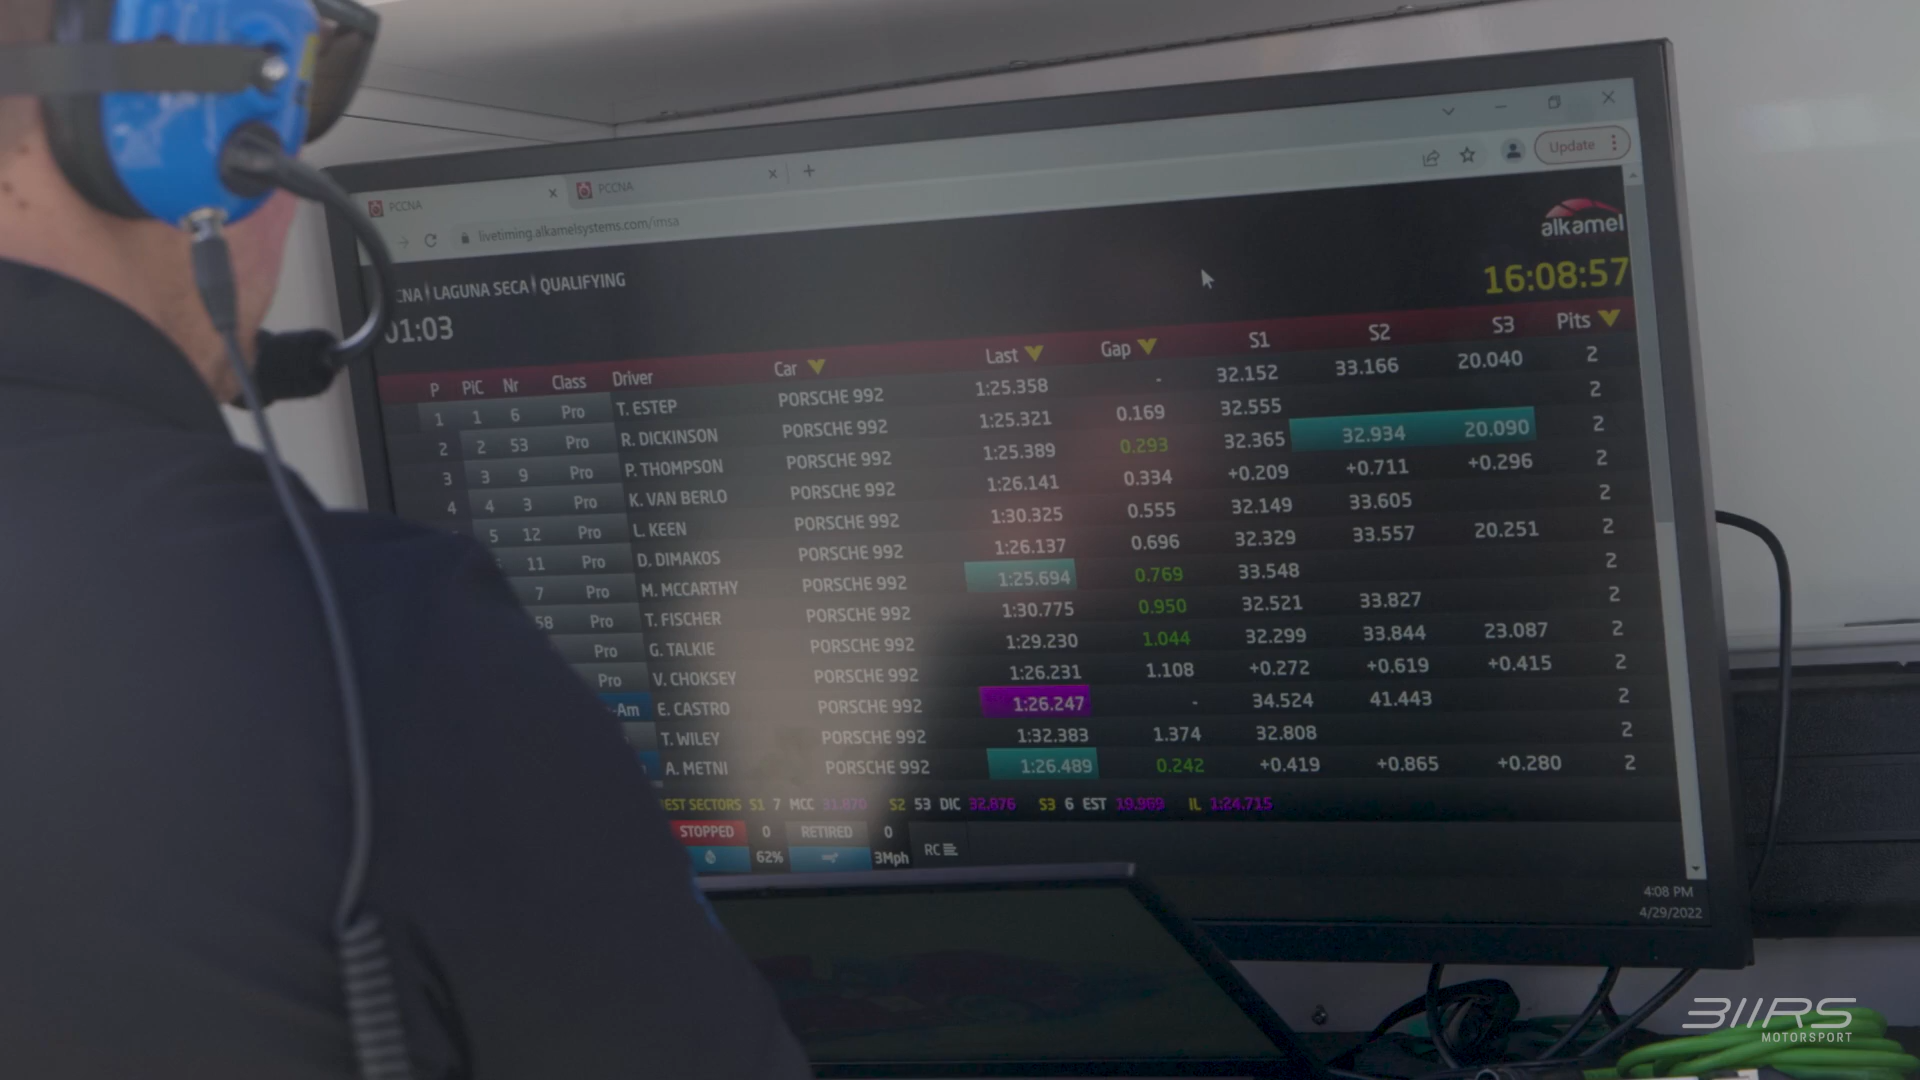 PCCNA
PCCNA
Update
livetiming.alkamelsystems.com/imsa
alkamel
CNA | LAGUNA SECA | QUALIFYING
16:08:57
01:03
P PiC Nr Class Driver Car Last Gap S1 S2 S3 Pits
1 1 6 Pro T. ESTEP PORSCHE 992 1:25.358 - 32.152 33.166 20.040 2
2 2 53 Pro R. DICKINSON PORSCHE 992 1:25.321 0.169 32.555 2
3 3 9 Pro P. THOMPSON PORSCHE 992 1:25.389 0.293 32.365 32.934 20.090 2
4 4 3 Pro K. VAN BERLO PORSCHE 992 1:26.141 0.334 +0.209 +0.711 +0.296 2
5 12 Pro L. KEEN PORSCHE 992 1:30.325 0.555 32.149 33.605 2
11 Pro D. DIMAKOS PORSCHE 992 1:26.137 0.696 32.329 33.557 20.251 2
7 Pro M. MCCARTHY PORSCHE 992 1:25.694 0.769 33.548 2
58 Pro T. FISCHER PORSCHE 992 1:30.775 0.950 32.521 33.827 2
Pro G. TALKIE PORSCHE 992 1:29.230 1.044 32.299 33.844 23.087 2
Pro V. CHOKSEY PORSCHE 992 1:26.231 1.108 +0.272 +0.619 +0.415 2
-Am E. CASTRO PORSCHE 992 1:26.247 - 34.524 41.443 2
T. WILEY PORSCHE 992 1:32.383 1.374 32.808 2
A. METNI PORSCHE 992 1:26.489 0.242 +0.419 +0.865 +0.280 2
EST SECTORS S1 7 MCC 31.870 S2 53 DIC 32.876 S3 6 EST 19.969 IL 1:24.715
STOPPED 0 RETIRED 0
62% 3Mph RC
4:08 PM
4/29/2022
311RS
MOTORSPORT